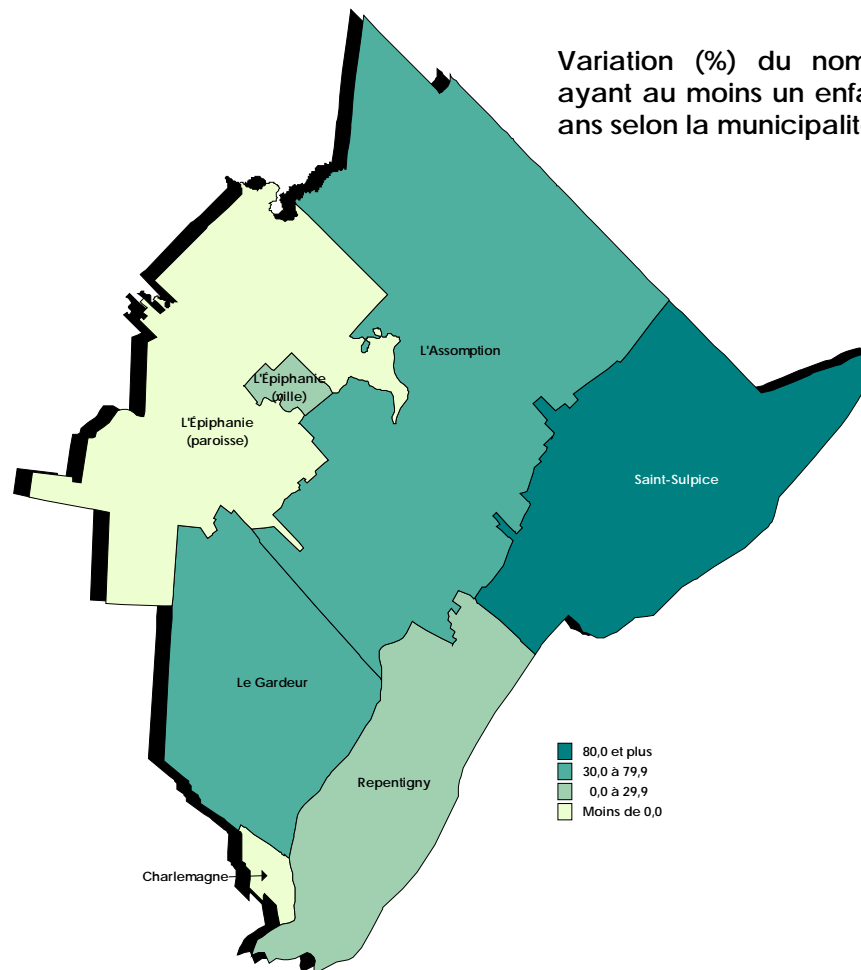 Variation (%) du nom
ayant au moins un enfa
ans selon la municipalit
L'Assomption
L'Épiphanie
(ville)
L'Épiphanie
(paroisse)
Saint-Sulpice
Le Gardeur
Repentigny
Charlemagne
80,0 et plus
30,0 à 79,9
0,0 à 29,9
Moins de 0,0